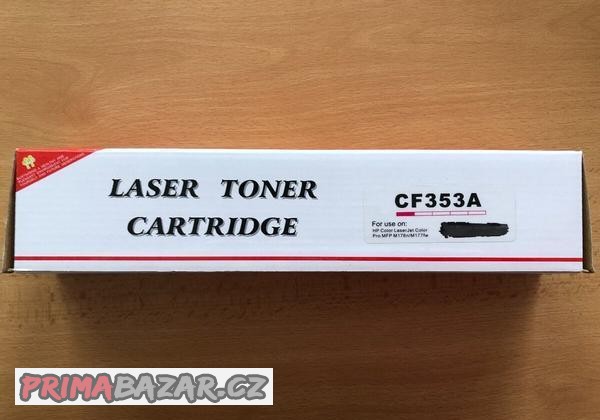 LASER TONER
CARTRIDGE
CF353A
For use on:
HP Color LaserJet Color
Pro MFP M176n/M177fw
PRIMABAZAR.CZ